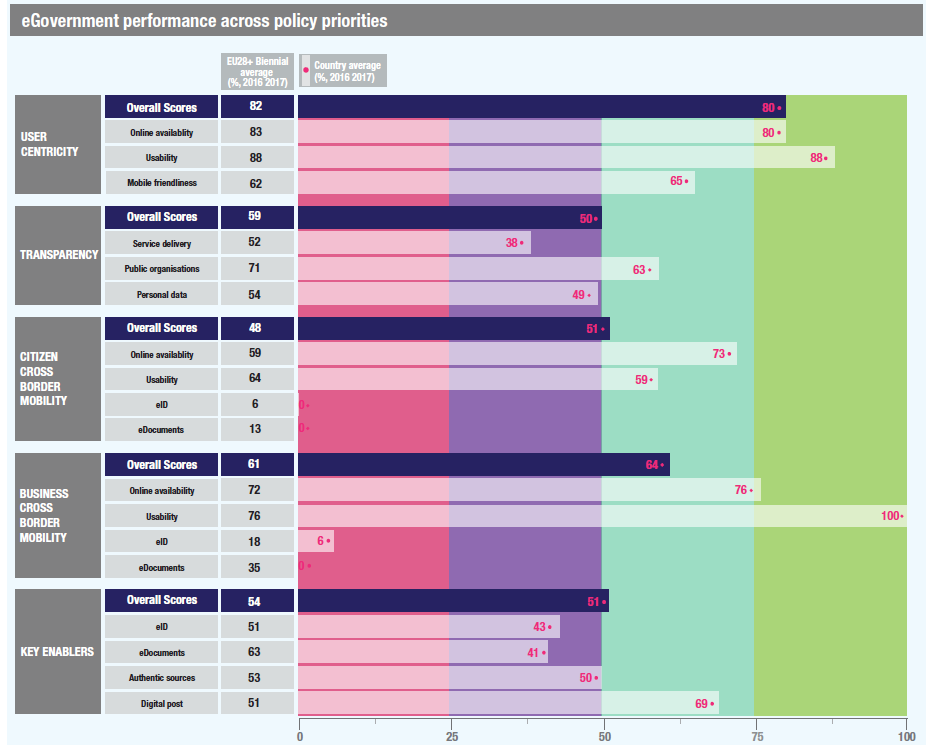 eGovernment performance across policy priorities
EU28+ Biennial
average
(%, 2016 2017)
Country average
(%, 2016 2017)
USER
CENTRICITY
Overall Scores 82 80
Online availablity 83 80
Usability 88 88
Mobile friendliness 62 65
TRANSPARENCY
Overall Scores 59 50
Service delivery 52 38
Public organisations 71 63
Personal data 54 49
CITIZEN
CROSS
BORDER
MOBILITY
Overall Scores 48 51
Online availablity 59 73
Usability 64 59
eID 6 0
eDocuments 13 0
BUSINESS
CROSS
BORDER
MOBILITY
Overall Scores 61 64
Online availability 72 76
Usability 76 100
eID 18 6
eDocuments 35 0
KEY ENABLERS
Overall Scores 54 51
eID 51 43
eDocuments 63 41
Authentic sources 53 50
Digital post 51 69
0 25 50 75 100